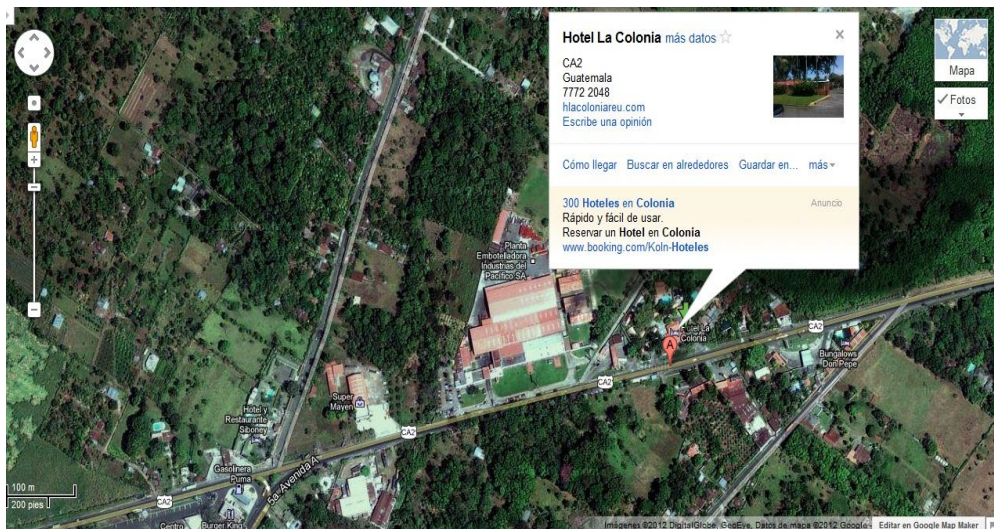 Hotel La Colonia más datos
CA2
Guatemala
7772 2048
hlacoloniareu.com
Escribe una opinión
Cómo llegar Buscar en alrededores Guardar en... más
300 Hoteles en Colonia
Anuncio
Rápido y fácil de usar.
Reservar un Hotel en Colonia
www.booking.com/Koln-Hoteles
Mapa
Fotos
Planta
Embotelladora
Industrias del
Pacífico SA
Hotel La
Colonia
A
CA2
Bungalows
Don Pepe
CA2
Super
Mayen
CA2
Hotel y
Restaurante
Siboney
Gasolinera
Puma
5a. Avenida A
CA2
Centro
Burger King
100 m
200 pies
Imágenes ©2012 DigitalGlobe, GeoEye, Datos de mapa ©2012 Google
Editar en Google Map Maker